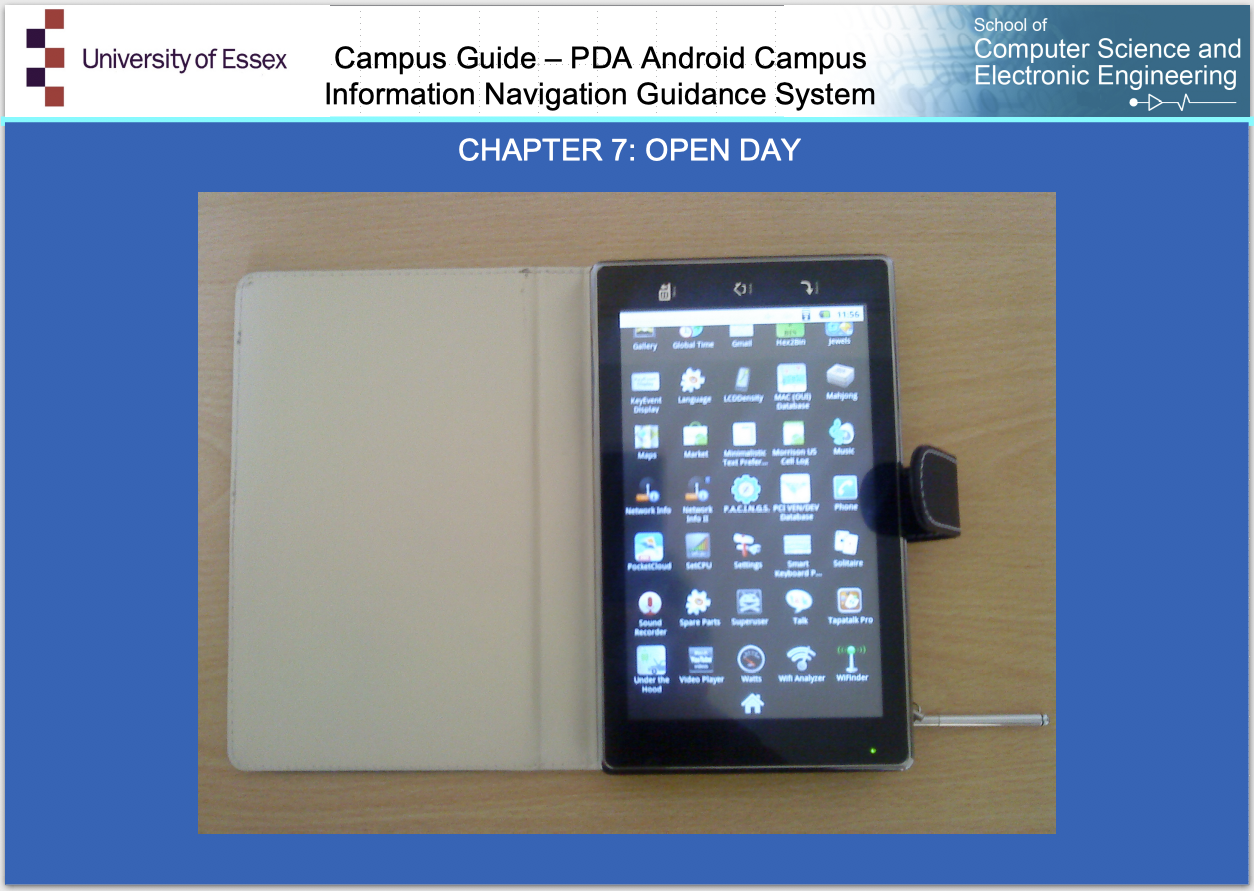 University of Essex
Campus Guide – PDA Android Campus
Information Navigation Guidance System
School of
Computer Science and
Electronic Engineering
CHAPTER 7: OPEN DAY
11:56
Gallery Global Time Gmail Hex2Bin Jewels
KeyEvent Display Language LCDDensity MAC (OUI) Database Mahjong
Maps Market Minimalistic Text Prefer... Morrison US Cell Log Music
Network Info Network Info II P.A.C.I.N.G.S. PCI VEN/DEV Database Phone
PocketCloud SetCPU Settings Smart Keyboard P... Solitaire
Sound Recorder Spare Parts Superuser Talk Tapatalk Pro
Under the Hood Video Player Watts Wifi Analyzer WiFinder